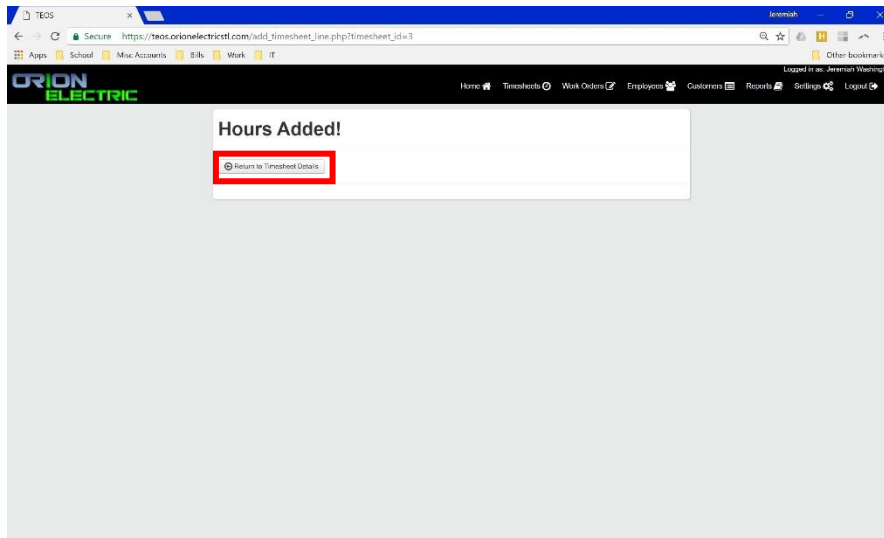 TEOS
Jeremiah
Secure https://teos.orionelectricstl.com/add_timesheet_line.php?timesheet_id=3
Apps School Misc Accounts Bills Work IT Other bookmark
Logged in as: Jeremiah Washingt
ORION
ELECTRIC
Home Timesheets Work Orders Employees Customers Reports Settings Logout
Hours Added!
Return to Timesheet Details